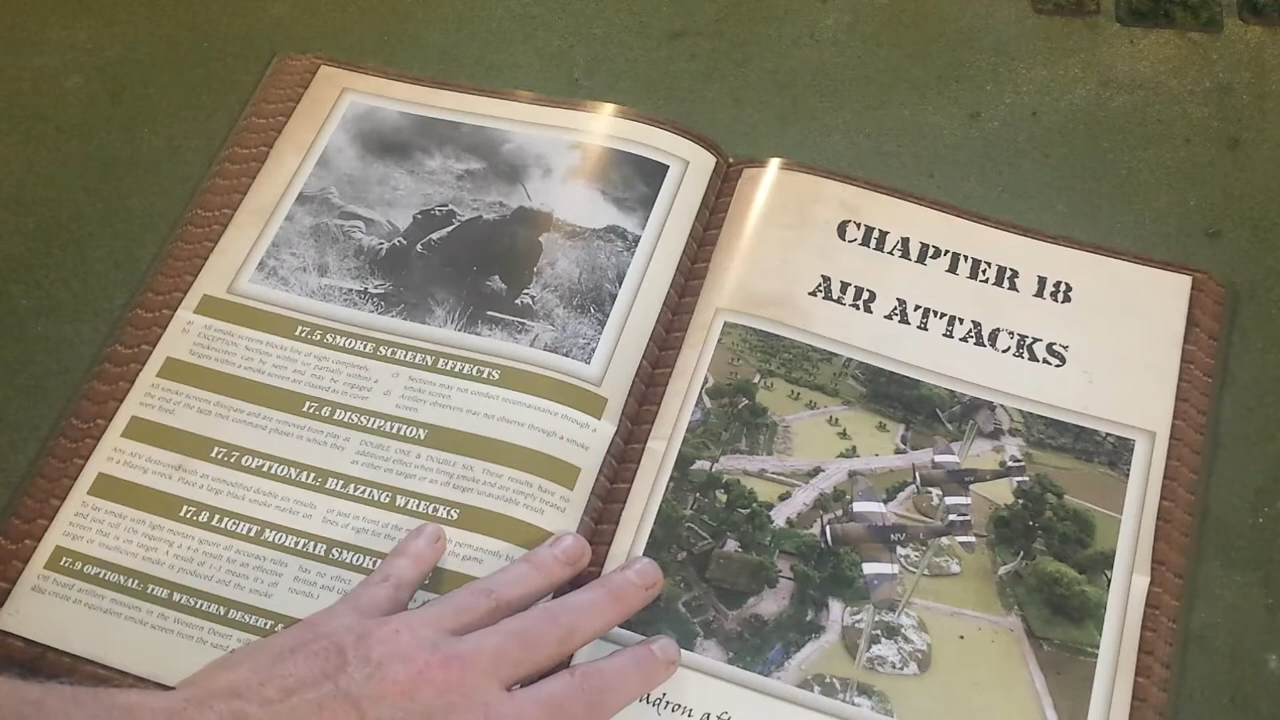 17.5 SMOKE SCREEN EFFECTS
a) All smoke screens blocks line of sight completely.
b) EXCEPTION: Sections within (or partially within) a
smokescreen can be seen and may be engaged.
Targets within a smoke screen are classed as in cover
c) Sections may not conduct reconnaissance through a
smoke screen.
d) Artillery observers may not observe through a smoke
screen.
17.6 DISSIPATION
All smoke screens dissipate and are removed from play at
the end of the turn (not command phase) in which they
were fired.
DOUBLE ONE & DOUBLE SIX. These results have no
additional effect when firing smoke and are simply treated
as either on target or an off target/unavailable result
17.7 OPTIONAL: BLAZING WRECKS
Any AFV destroyed with an unmodified double six results
in a blazing wreck. Place a large black smoke marker on
or just in front of the
lines of sight for the
permanently
the game.
17.8 LIGHT MORTAR SMOKE
To lay smoke with light mortars ignore all accuracy rules
and just roll 1D6 requiring a 4-6 result for an effective
screen that is on target. A result of 1-3 means it's off
target or insufficient smoke is produced and the smoke
has no effect.
British and US
rounds.)
17.9 OPTIONAL: THE WESTERN DESERT &
Off board artillery missions in the Western Desert will
also create an equivalent smoke screen from the sand
CHAPTER 18
AIR ATTACKS
NV